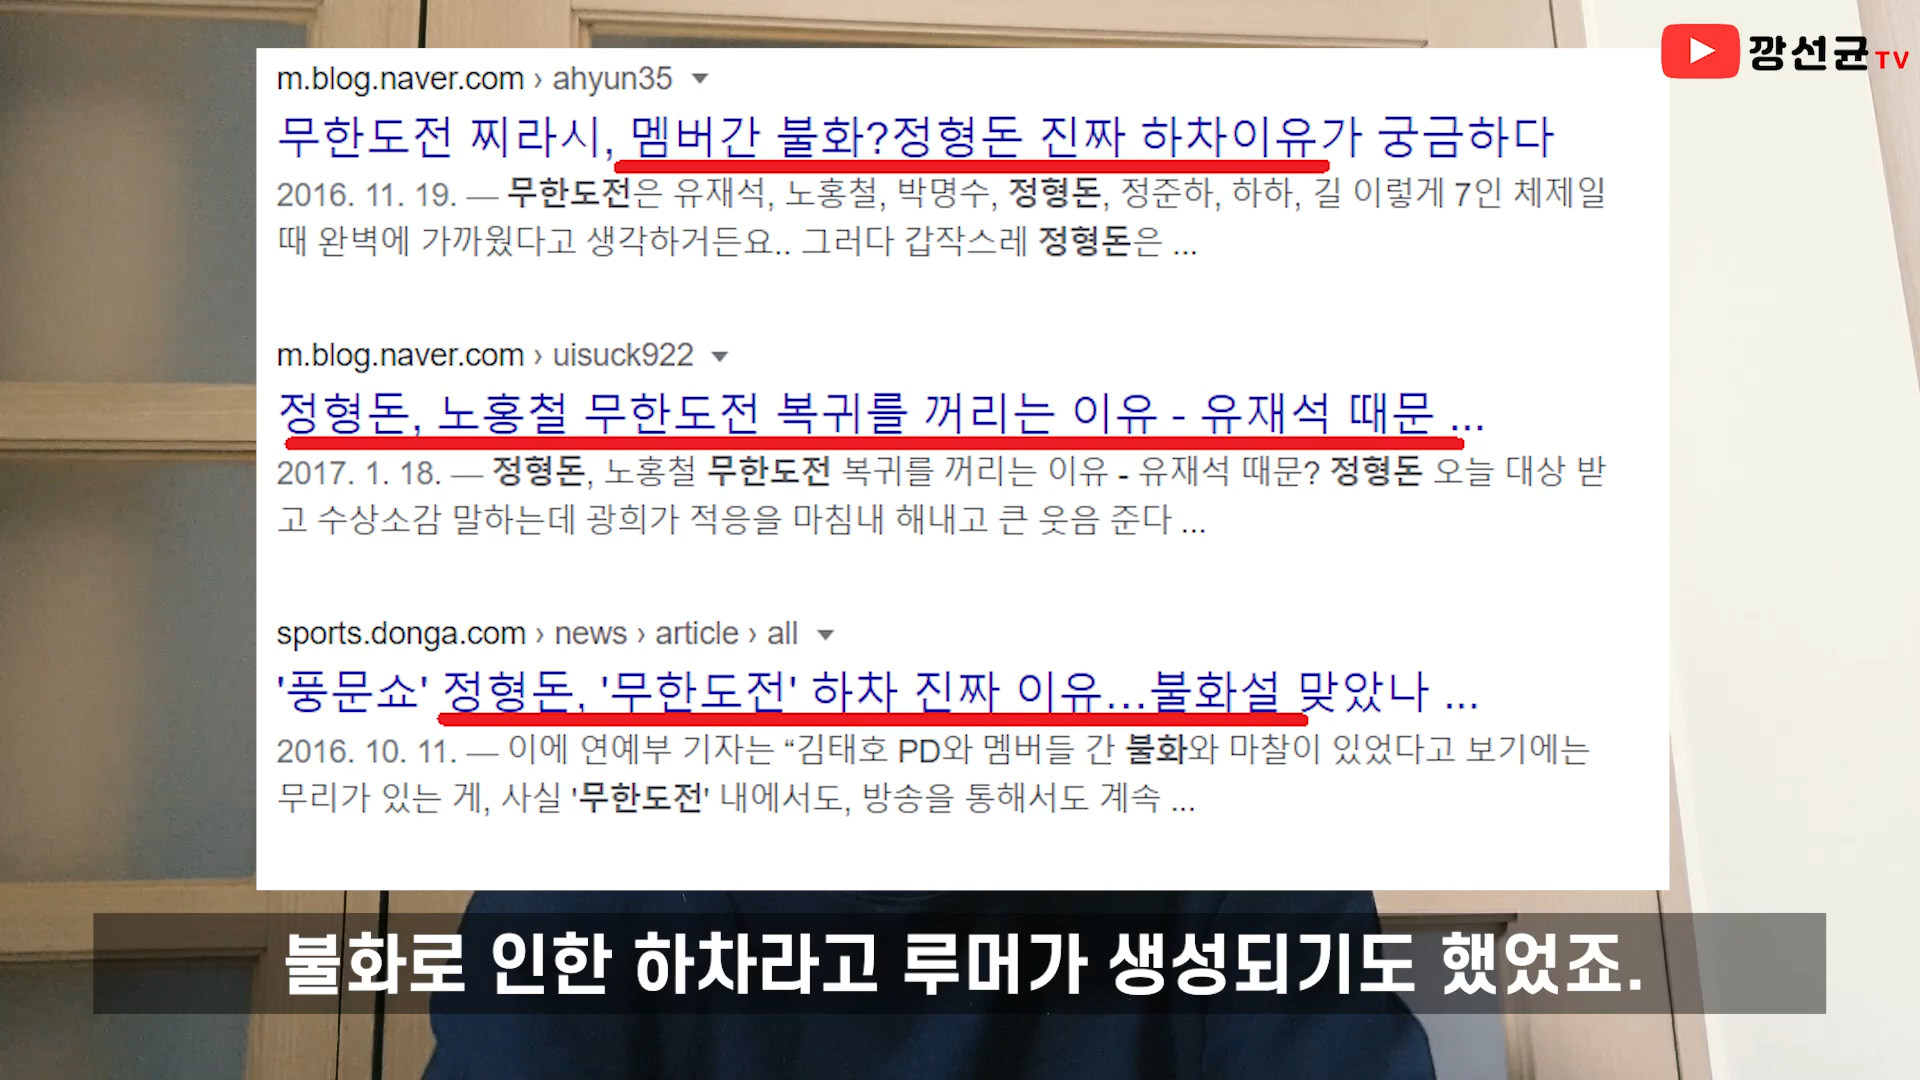 깡선균TV
m.blog.naver.com › ahyun35
무한도전 찌라시, 멤버간 불화?정형돈 진짜 하차이유가 궁금하다
2016. 11. 19. — 무한도전은 유재석, 노홍철, 박명수, 정형돈, 정준하, 하하, 길 이렇게 7인 체제일
때 완벽에 가까웠다고 생각하거든요.. 그러다 갑작스레 정형돈은 ...
m.blog.naver.com › uisuck922
정형돈, 노홍철 무한도전 복귀를 꺼리는 이유 - 유재석 때문 ...
2017. 1. 18. — 정형돈, 노홍철 무한도전 복귀를 꺼리는 이유 - 유재석 때문? 정형돈 오늘 대상 받
고 수상소감 말하는데 광희가 적응을 마침내 해내고 큰 웃음 준다 ...
sports.donga.com › news › article › all
'풍문쇼' 정형돈, '무한도전' 하차 진짜 이유...불화설 맞았나 ...
2016. 10. 11. — 이에 연예부 기자는 “김태호 PD와 멤버들 간 불화와 마찰이 있었다고 보기에는
무리가 있는 게, 사실 '무한도전' 내에서도, 방송을 통해서도 계속 ...
불화로 인한 하차라고 루머가 생성되기도 했었죠.